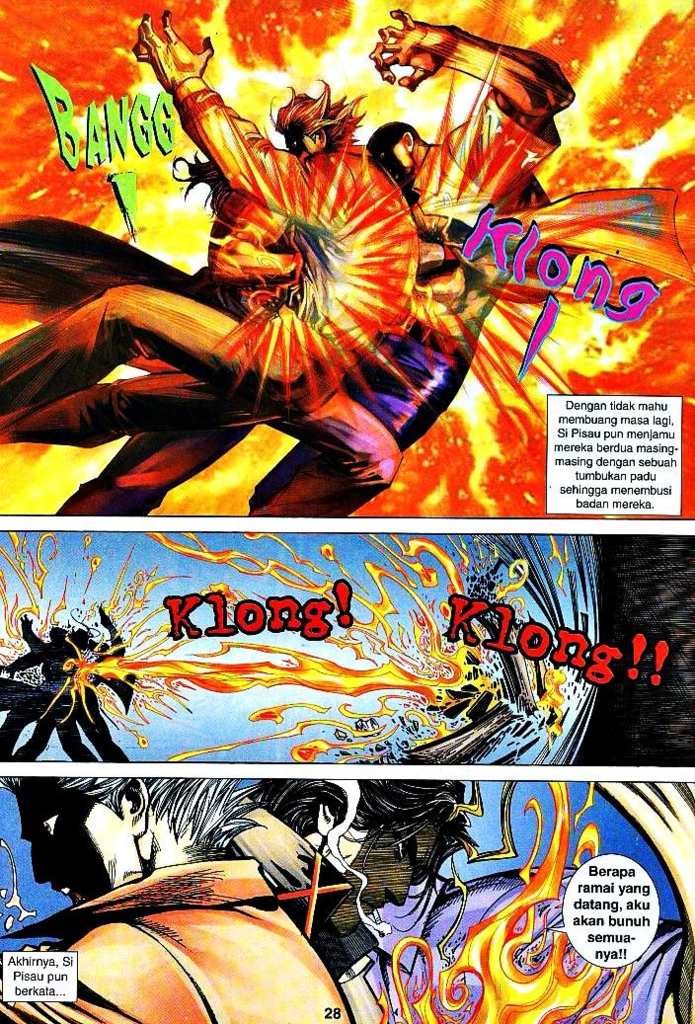 BANGG
!
Klong
!
Dengan tidak mahu
membuang masa lagi,
Si Pisau pun menjamu
mereka berdua masing-
masing dengan sebuah
tumbukan padu
sehingga menembusi
badan mereka.
Klong!
Klong!!
Berapa
ramai yang
datang, aku
akan bunuh
semua-
nya!!
Akhirnya, Si
Pisau pun
berkata...
28